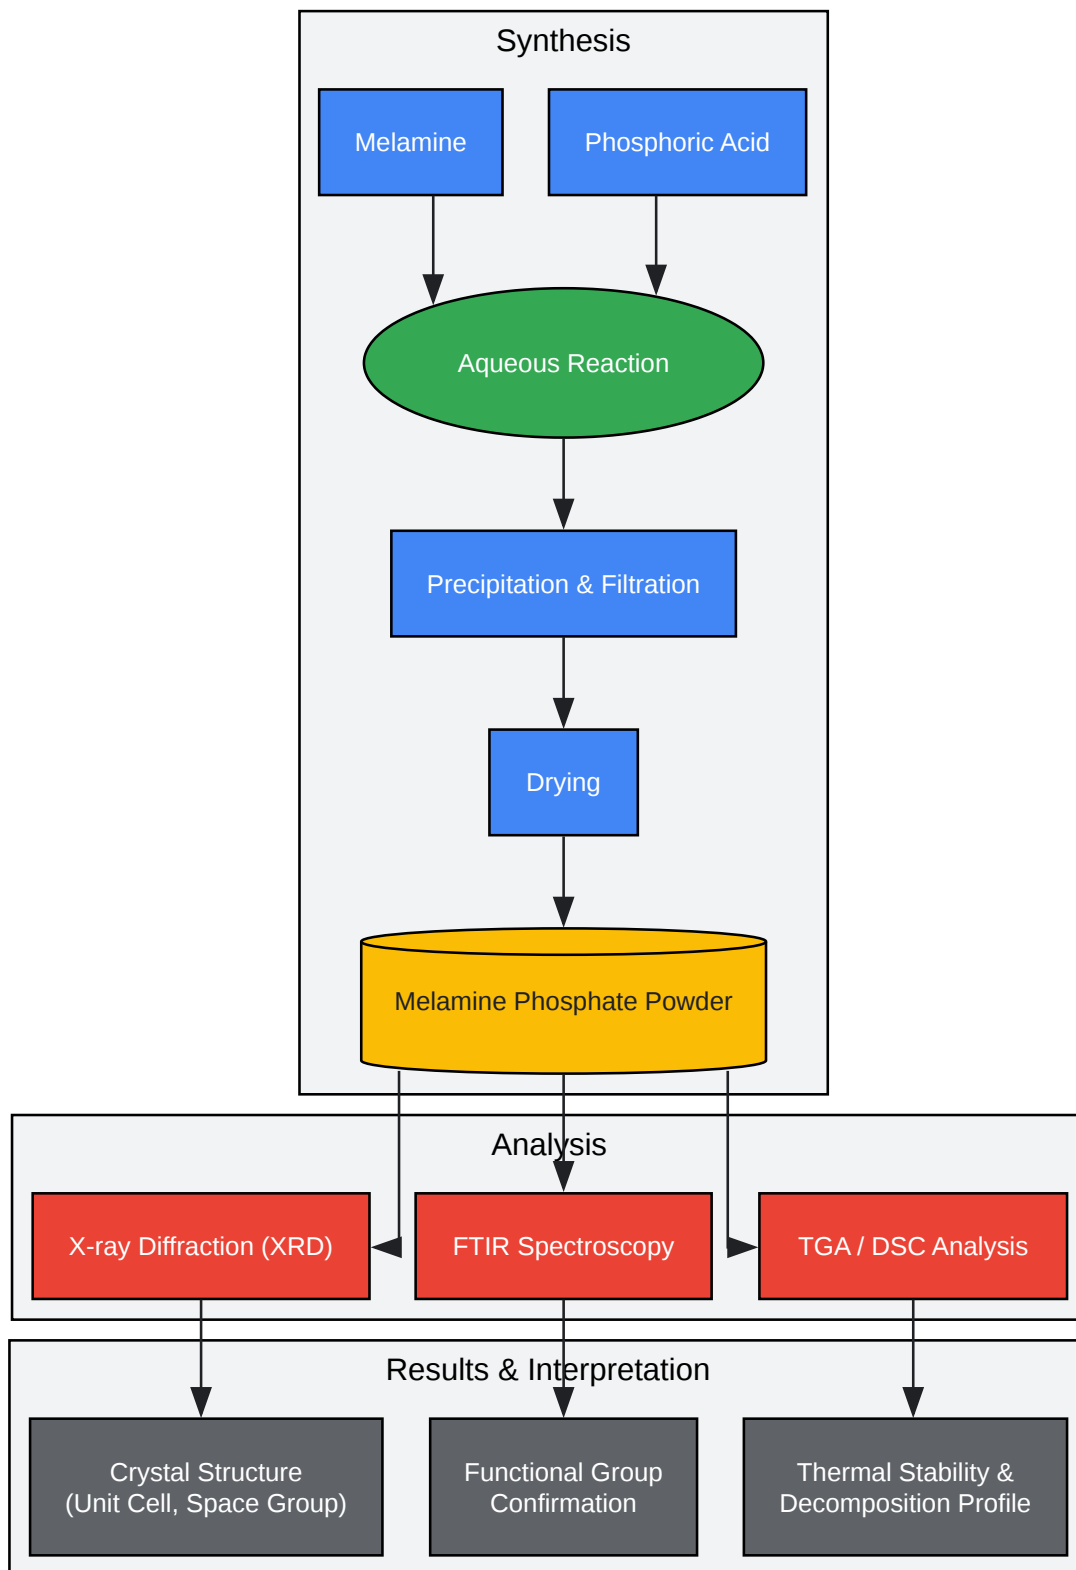 Synthesis
Melamine
Phosphoric Acid
Aqueous Reaction
Precipitation & Filtration
Drying
Melamine Phosphate Powder
Analysis
X-ray Diffraction (XRD)
FTIR Spectroscopy
TGA / DSC Analysis
Results & Interpretation
Crystal Structure
(Unit Cell, Space Group)
Functional Group
Confirmation
Thermal Stability &
Decomposition Profile